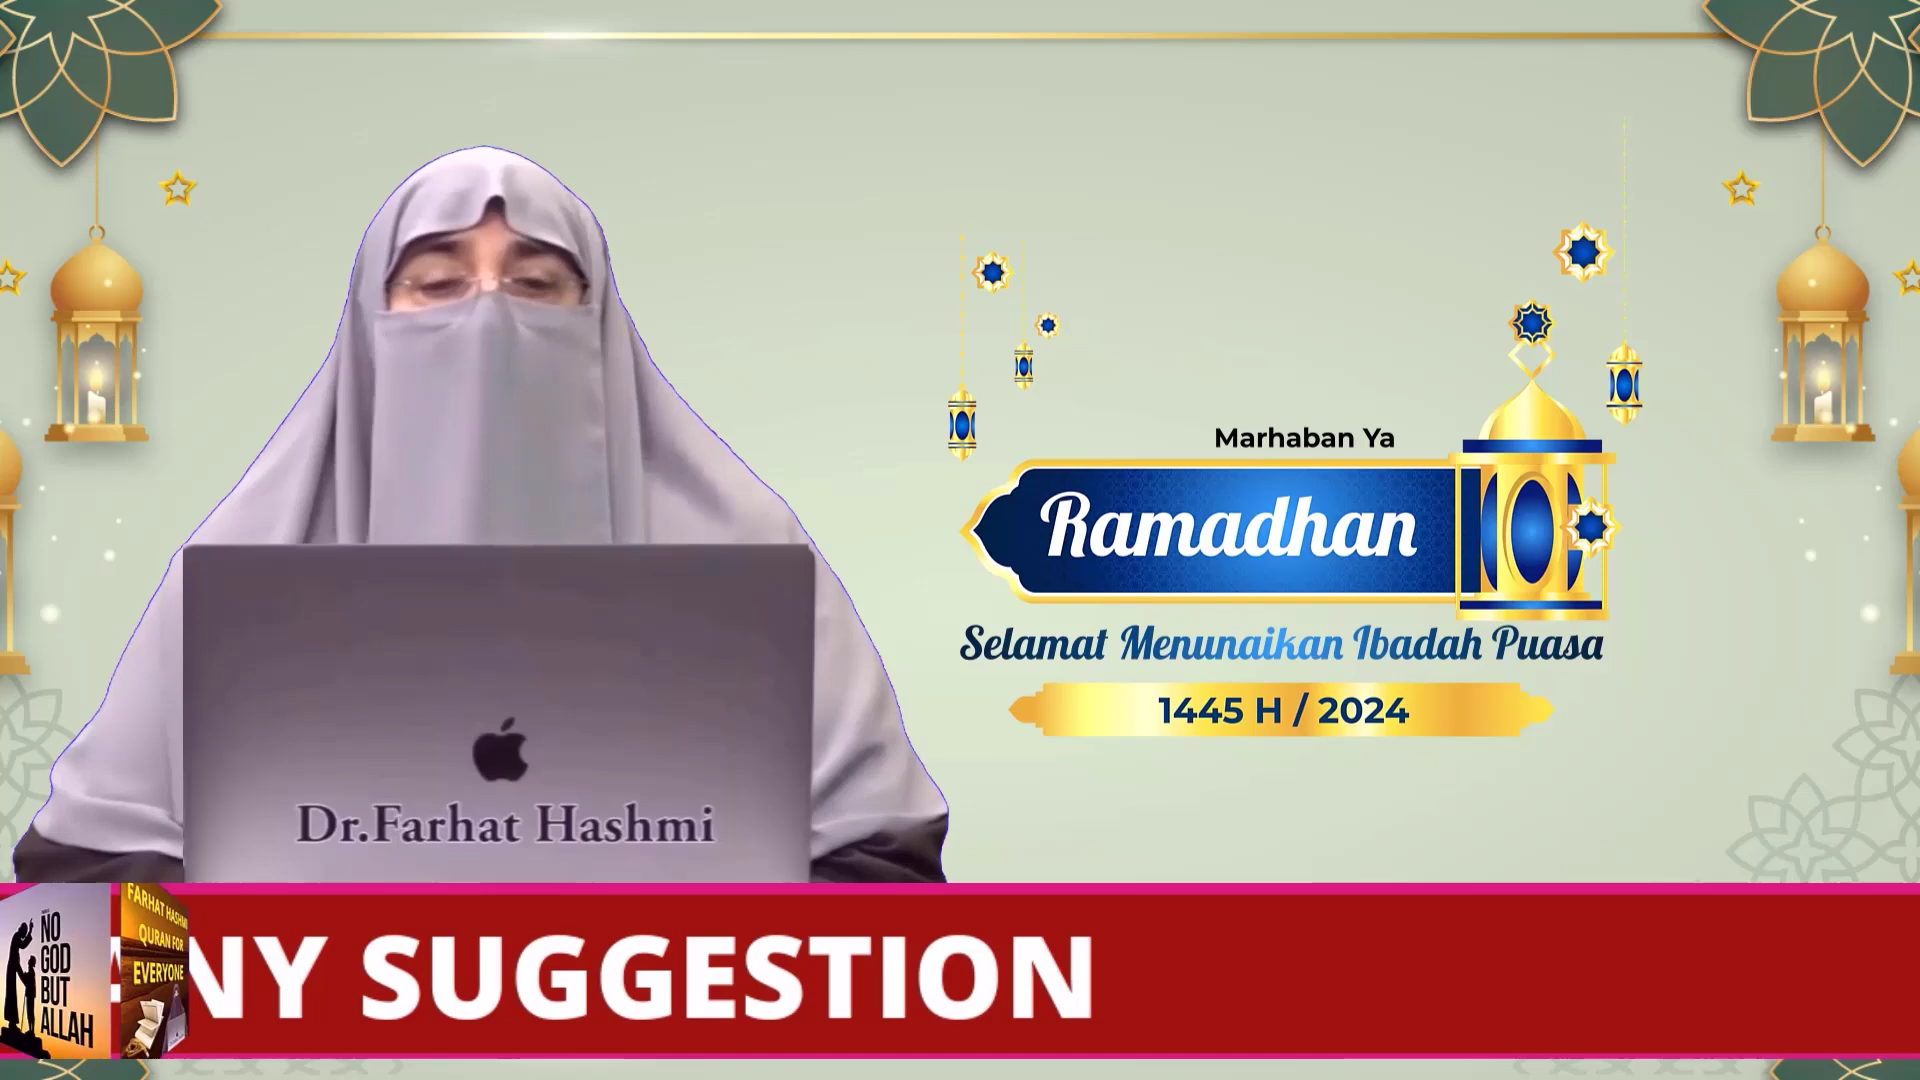 Marhaban Ya
Ramadhan
Selamat Menunaikan Ibadah Puasa
1445 H / 2024
Dr.Farhat Hashmi
NO
GOD
BUT
ALLAH
FARHAT HASHMI
QURAN FOR
EVERYONE
NY SUGGESTION